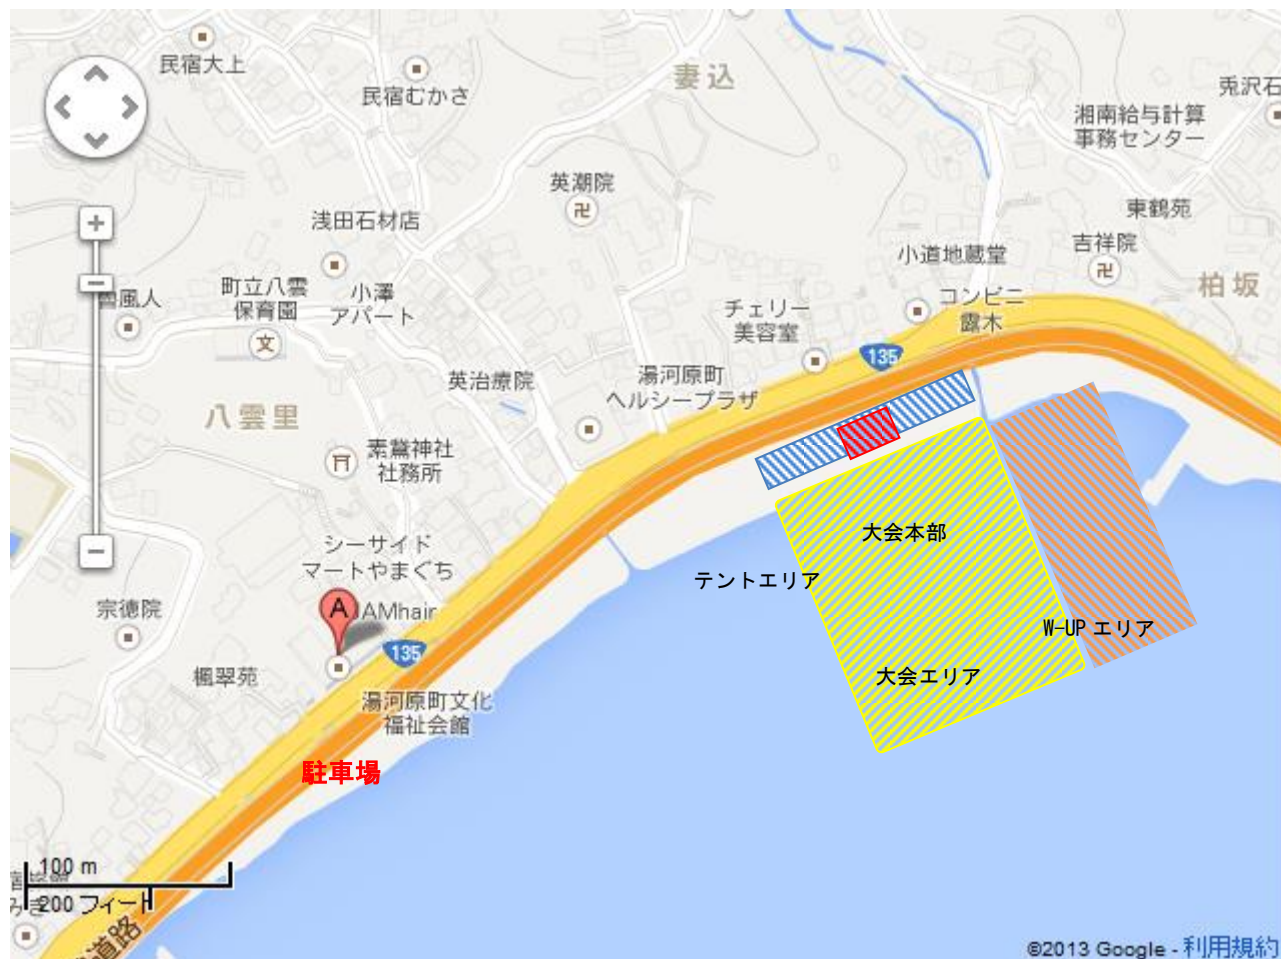 民宿大上
民宿むかさ
妻込
兎沢石
湘南給与計算
事務センター
英潮院
卍
浅田石材店
東鶴苑
吉祥院
卍
小道地蔵堂
柏坂
町立八雲
保育園
文
小澤
アパート
風人
チェリー
美容室
コンビニ
露木
135
英治療院
湯河原町
ヘルシープラザ
八雲里
素鵞神社
社務所
大会本部
シーサイド
マートやまぐち
テントエリア
宗徳院
A
AMhair
W-UPエリア
135
楓翠苑
大会エリア
湯河原町文化
福祉会館
駐車場
100 m
200 フィート
道路
©2013 Google - 利用規約